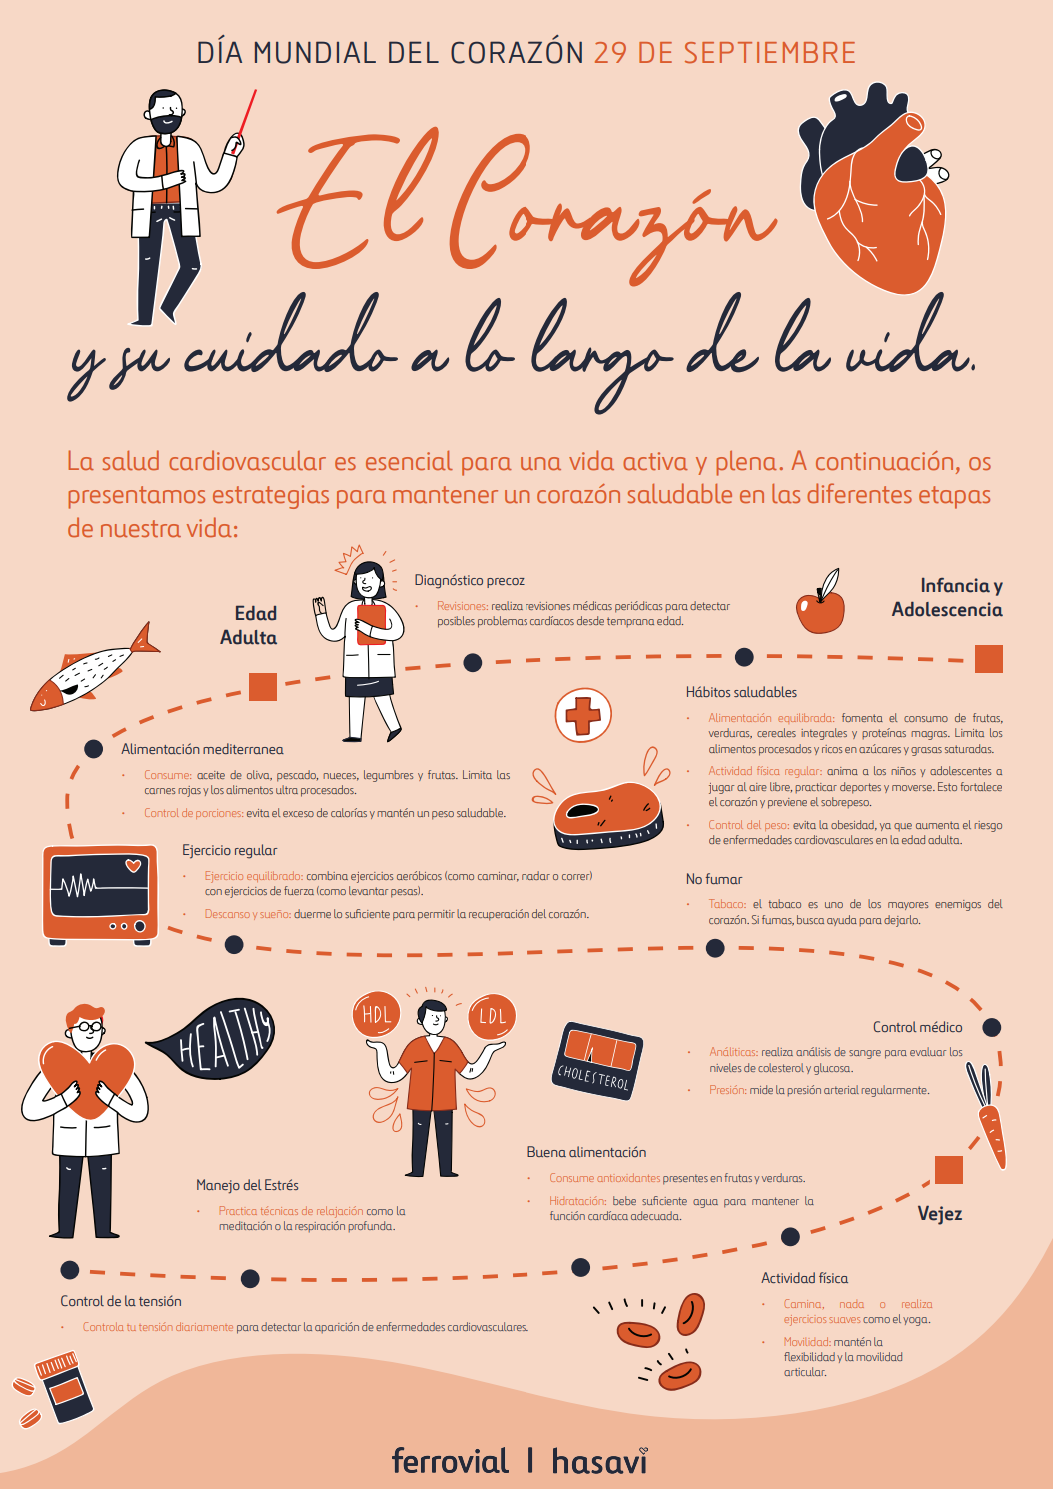 DÍA MUNDIAL DEL CORAZÓN 29 DE SEPTIEMBRE
El Corazón
y su cuidado a lo largo de la vida.
La salud cardiovascular es esencial para una vida activa y plena. A continuación, os
presentamos estrategias para mantener un corazón saludable en las diferentes etapas
de nuestra vida:
Infancia y
Adolescencia
Diagnóstico precoz
• Revisiones: realiza revisiones médicas periódicas para detectar
posibles problemas cardíacos desde temprana edad.
Hábitos saludables
• Alimentación equilibrada: fomenta el consumo de frutas,
verduras, cereales integrales y proteínas magras. Limita los
alimentos procesados y ricos en azúcares y grasas saturadas.
• Actividad física regular: anima a los niños y adolescentes a
jugar al aire libre, practicar deportes y moverse. Esto fortalece
el corazón y previene el sobrepeso.
• Control del peso: evita la obesidad, ya que aumenta el riesgo
de enfermedades cardiovasculares en la edad adulta.
Edad
Adulta
Alimentación mediterranea
• Consume: aceite de oliva, pescado, nueces, legumbres y frutas. Limita las
carnes rojas y los alimentos ultra procesados.
• Control de porciones: evita el exceso de calorías y mantén un peso saludable.
Ejercicio regular
• Ejercicio equilibrado: combina ejercicios aeróbicos (como caminar, nadar o correr)
con ejercicios de fuerza (como levantar pesas).
• Descanso y sueño: duerme lo suficiente para permitir la recuperación del corazón.
No fumar
• Tabaco: el tabaco es uno de los mayores enemigos del
corazón. Si fumas, busca ayuda para dejarlo.
HEALTHY
HDL
LDL
CHOLESTEROL
Control médico
• Análiticas: realiza análisis de sangre para evaluar los
niveles de colesterol y glucosa.
• Presión: mide la presión arterial regularmente.
Vejez
Buena alimentación
• Consume antioxidantes presentes en frutas y verduras.
• Hidratación: bebe suficiente agua para mantener la
función cardíaca adecuada.
Manejo del Estrés
• Practica técnicas de relajación como la
meditación o la respiración profunda.
Actividad física
• Camina, nada o realiza
ejercicios suaves como el yoga.
• Movilidad: mantén la
flexibilidad y la movilidad
articular.
Control de la tensión
• Controla tu tensión diariamente para detectar la aparición de enfermedades cardiovasculares.
ferrovial | hasavi